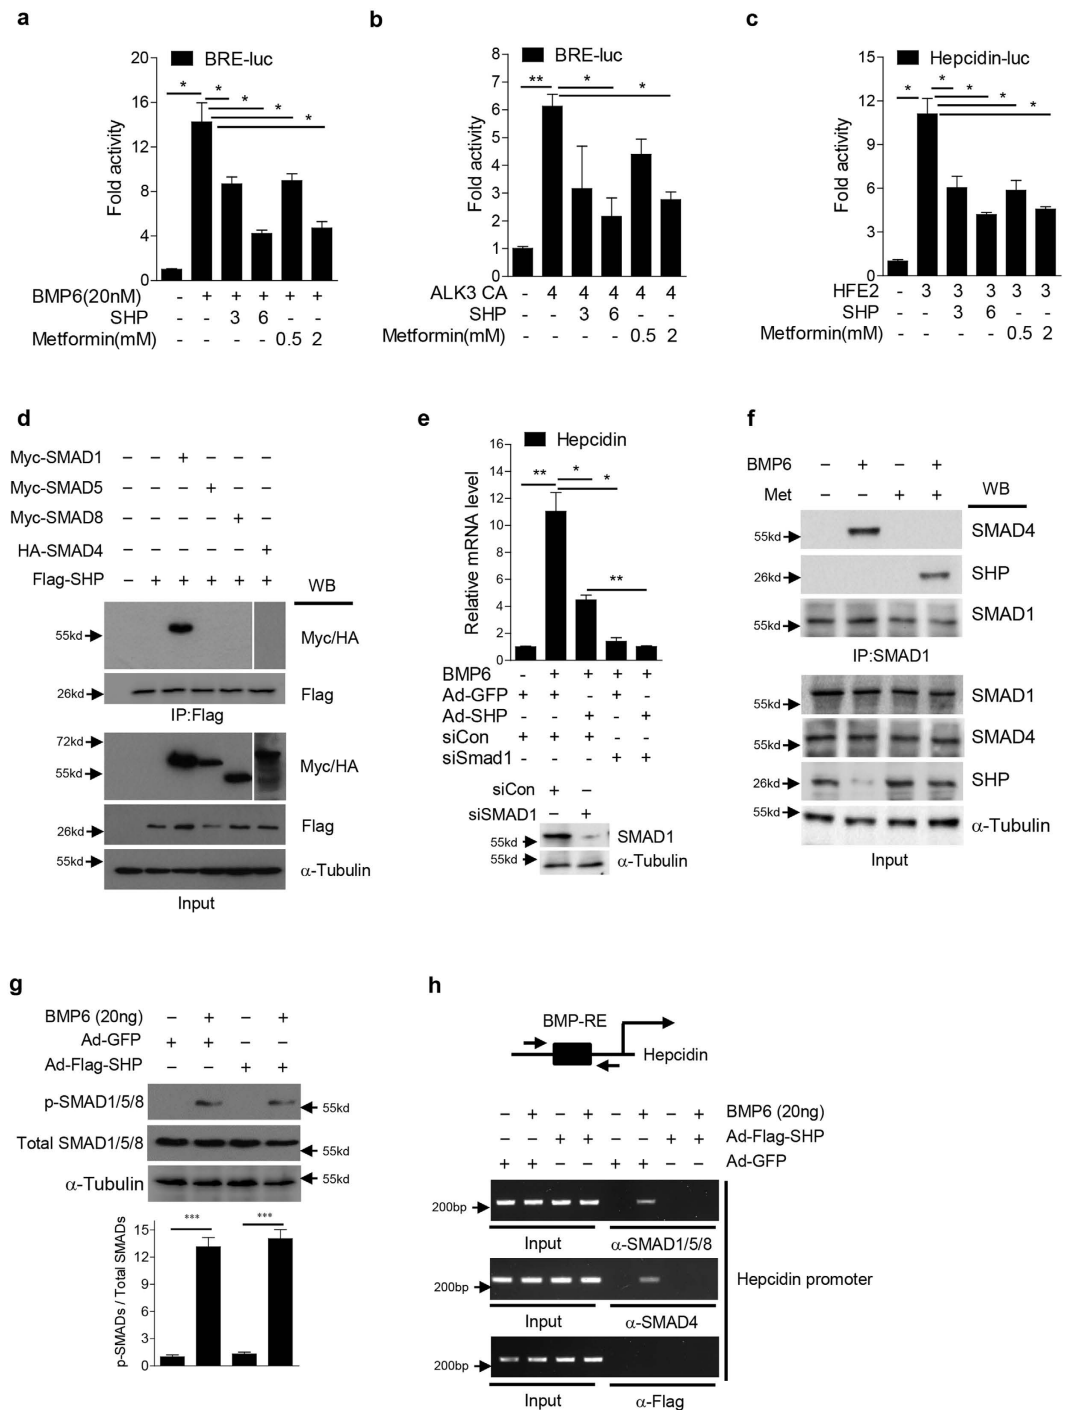 a
BRE-luc
Fold activity
20
16
12
8
4
0
* * * * *
BMP6(20nM) - + + + + +
SHP - - 3 6 - -
Metformin(mM) - - - - 0.5 2
b
BRE-luc
Fold activity
8
7
6
5
4
3
2
1
0
** * *
ALK3 CA - 4 4 4 4 4
SHP - - 3 6 - -
Metformin(mM) - - - - 0.5 2
c
Hepcidin-luc
Fold activity
15
12
9
6
3
0
* * * * *
HFE2 - 3 3 3 3 3
SHP - - 3 6 - -
Metformin(mM) - - - - 0.5 2
d
Myc-SMAD1 – – + – – –
Myc-SMAD5 – – – + – –
Myc-SMAD8 – – – – + –
HA-SMAD4 – – – – – +
Flag-SHP – + + + + +
WB
55kd Myc/HA
26kd Flag
IP:Flag
72kd
55kd
Myc/HA
26kd Flag
55kd α-Tubulin
Input
e
Hepcidin
Relative mRNA level
16
14
12
10
8
6
4
2
0
** * * **
BMP6 - + + + +
Ad-GFP + + - + -
Ad-SHP - - + - +
siCon + + + - -
siSmad1 - - - + +
siCon + –
siSMAD1 – +
55kd SMAD1
55kd α-Tubulin
f
BMP6 – + – +
Met – – + +
WB
55kd SMAD4
26kd SHP
55kd SMAD1
IP:SMAD1
55kd SMAD1
55kd SMAD4
26kd SHP
55kd α-Tubulin
Input
g
BMP6 (20ng) – + – +
Ad-GFP + + – –
Ad-Flag-SHP – – + +
p-SMAD1/5/8 55kd
Total SMAD1/5/8 55kd
α-Tubulin 55kd
p-SMADs / Total SMADs
15
12
9
6
3
0
*** ***
h
BMP-RE
Hepcidin
– + – + – + – + BMP6 (20ng)
– – + + – – + + Ad-Flag-SHP
+ + – – + + – – Ad-GFP
200bp
Input α-SMAD1/5/8
200bp
Input α-SMAD4
Hepcidin promoter
200bp
Input α-Flag